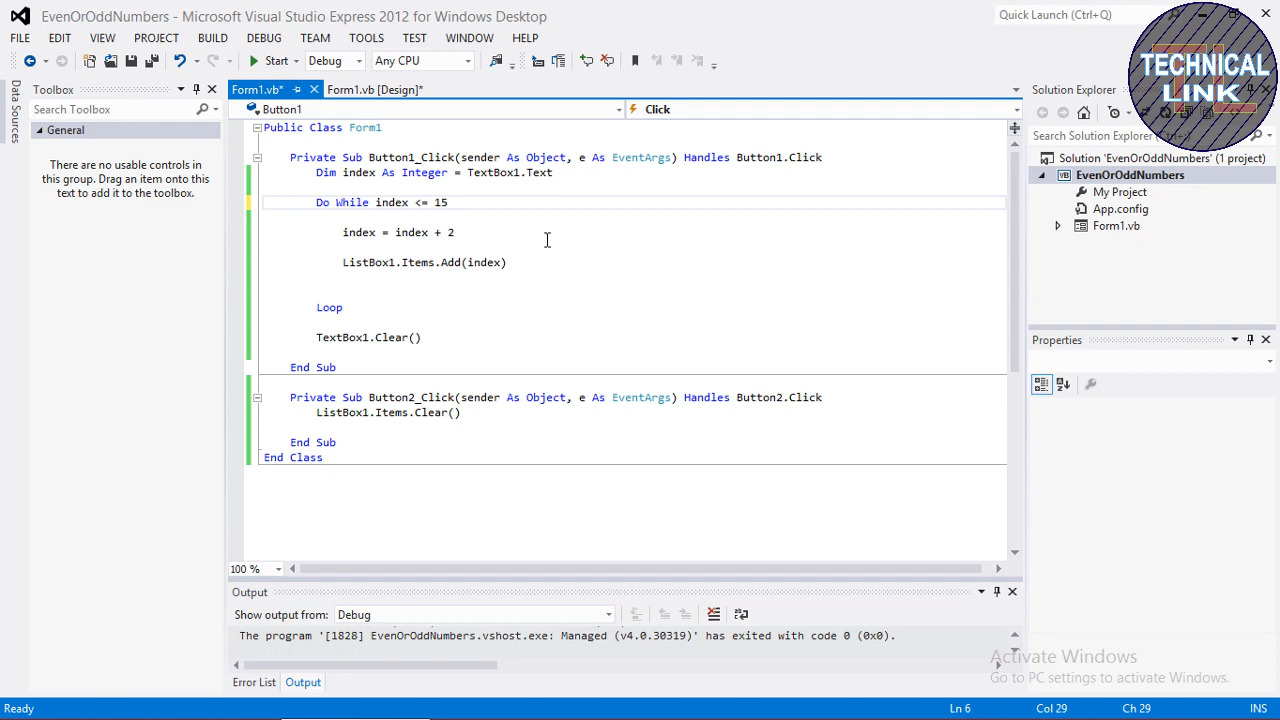 EvenOrOddNumbers - Microsoft Visual Studio Express 2012 for Windows Desktop
Quick Launch (Ctrl+Q)
FILE EDIT VIEW PROJECT BUILD DEBUG TEAM TOOLS TEST WINDOW HELP
Start Debug Any CPU
TECHNICAL
LINK
Data Sources
Toolbox
Search Toolbox
General
There are no usable controls in
this group. Drag an item onto this
text to add it to the toolbox.
Form1.vb* Form1.vb [Design]*
Button1 Click
Public Class Form1
Private Sub Button1_Click(sender As Object, e As EventArgs) Handles Button1.Click
Dim index As Integer = TextBox1.Text
Do While index <= 15
index = index + 2
ListBox1.Items.Add(index)
Loop
TextBox1.Clear()
End Sub
Private Sub Button2_Click(sender As Object, e As EventArgs) Handles Button2.Click
ListBox1.Items.Clear()
End Sub
End Class
100 %
Output
Show output from: Debug
The program '[1828] EvenOrOddNumbers.vshost.exe: Managed (v4.0.30319)' has exited with code 0 (0x0).
Error List Output
Solution Explorer
Search Solution Explorer
Solution 'EvenOrOddNumbers' (1 project)
VB EvenOrOddNumbers
My Project
App.config
Form1.vb
Properties
Activate Windows
Go to PC settings to activate Windows.
Ready Ln 6 Col 29 Ch 29 INS